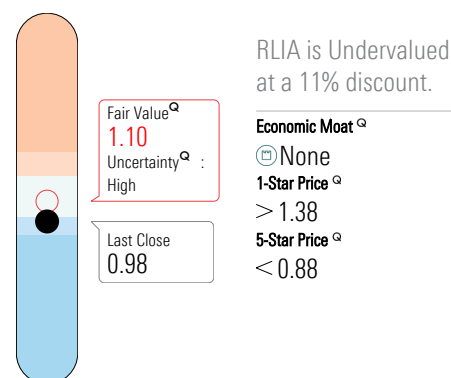 RLIA is Undervalued
at a 11% discount.
Fair Value Q
1.10
Uncertainty Q :
High
Last Close
0.98
Economic Moat Q
None
1-Star Price Q
>1.38
5-Star Price Q
<0.88